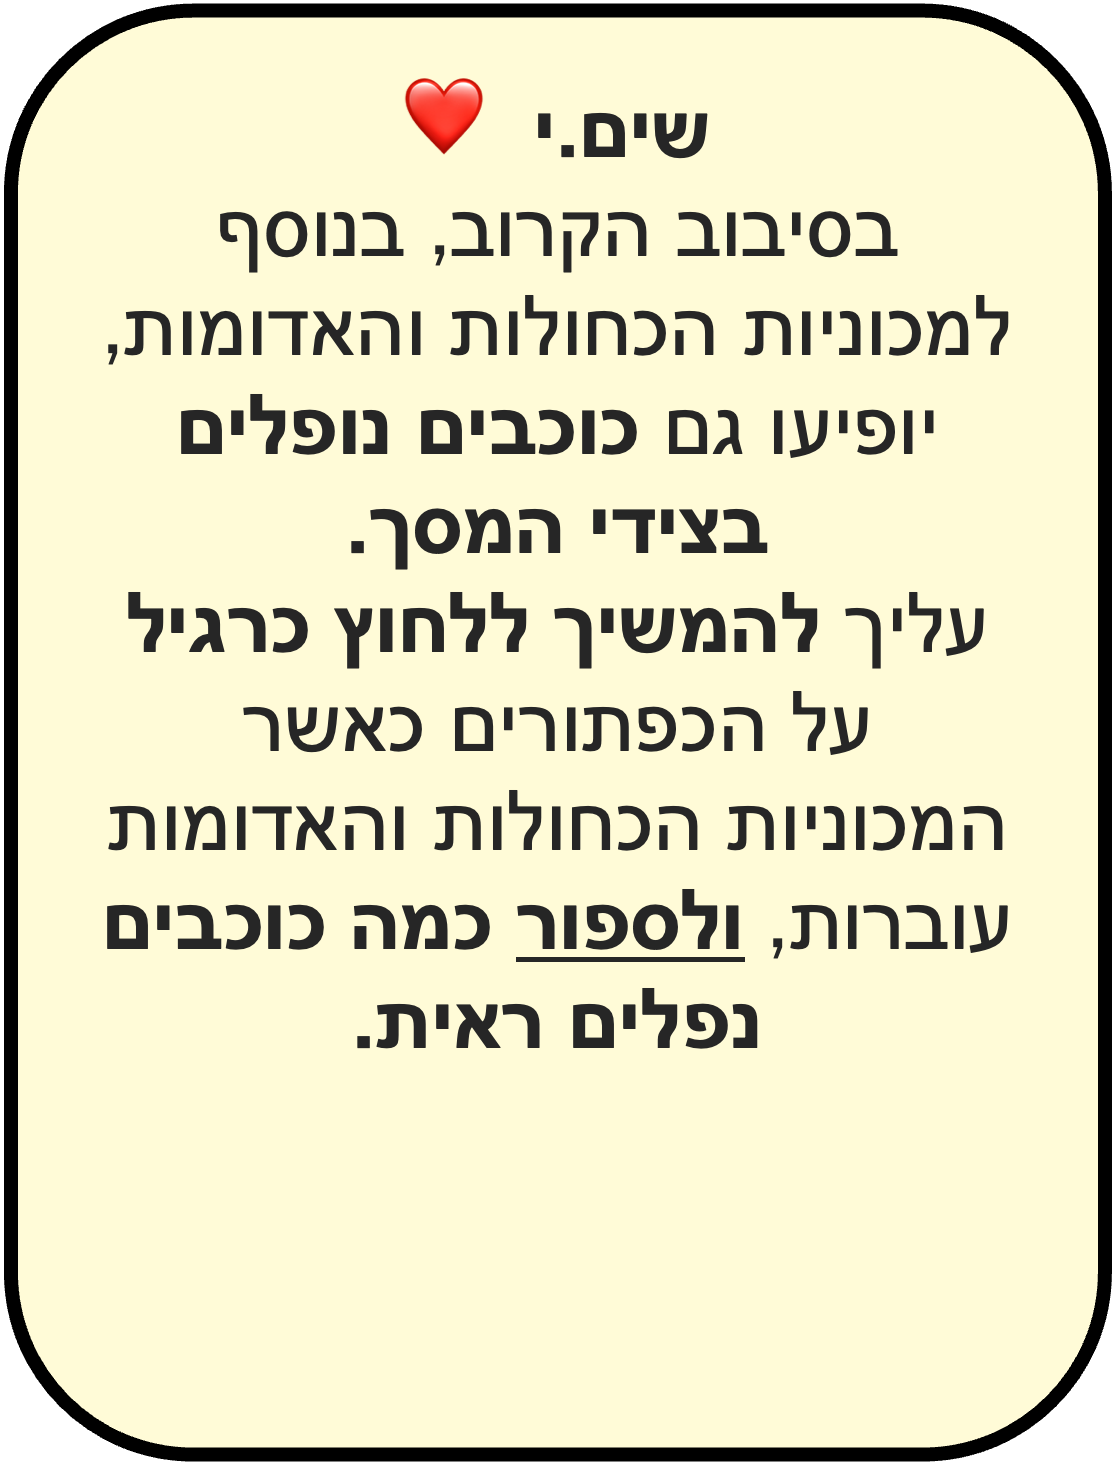 שים.י ❤️
בסיבוב הקרוב, בנוסף
למכוניות הכחולות והאדומות,
יופיעו גם כוכבים נופלים
בצידי המסך.
עליך להמשיך ללחוץ כרגיל
על הכפתורים כאשר
המכוניות הכחולות והאדומות
עוברות, ולספור כמה כוכבים
נפלים ראית.